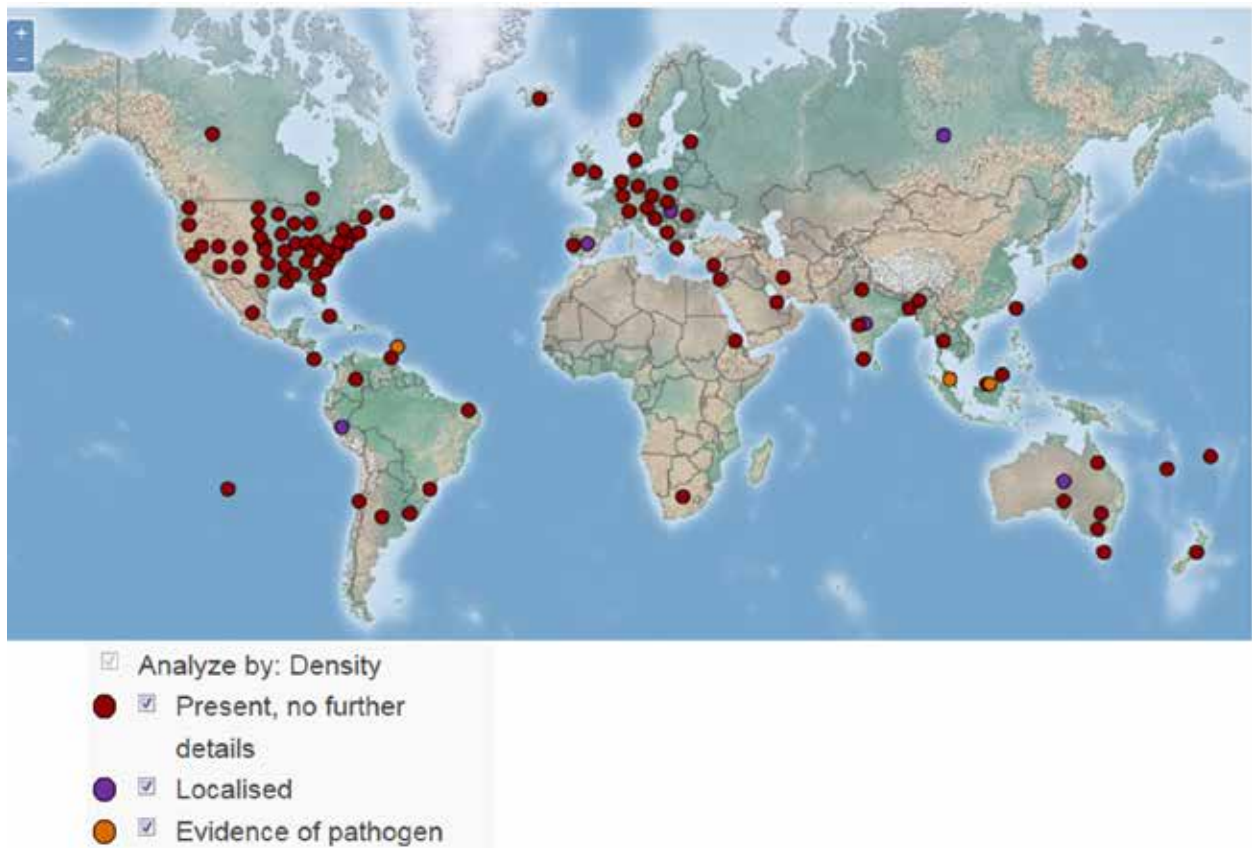 +
−
Analyze by: Density
Present, no further
details
Localised
Evidence of pathogen